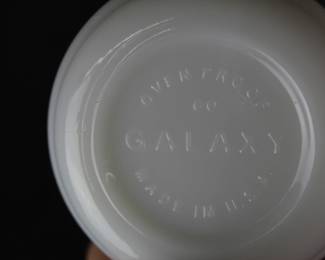 OVEN PROOF
CO
GALAXY
MADE IN U.S.A.